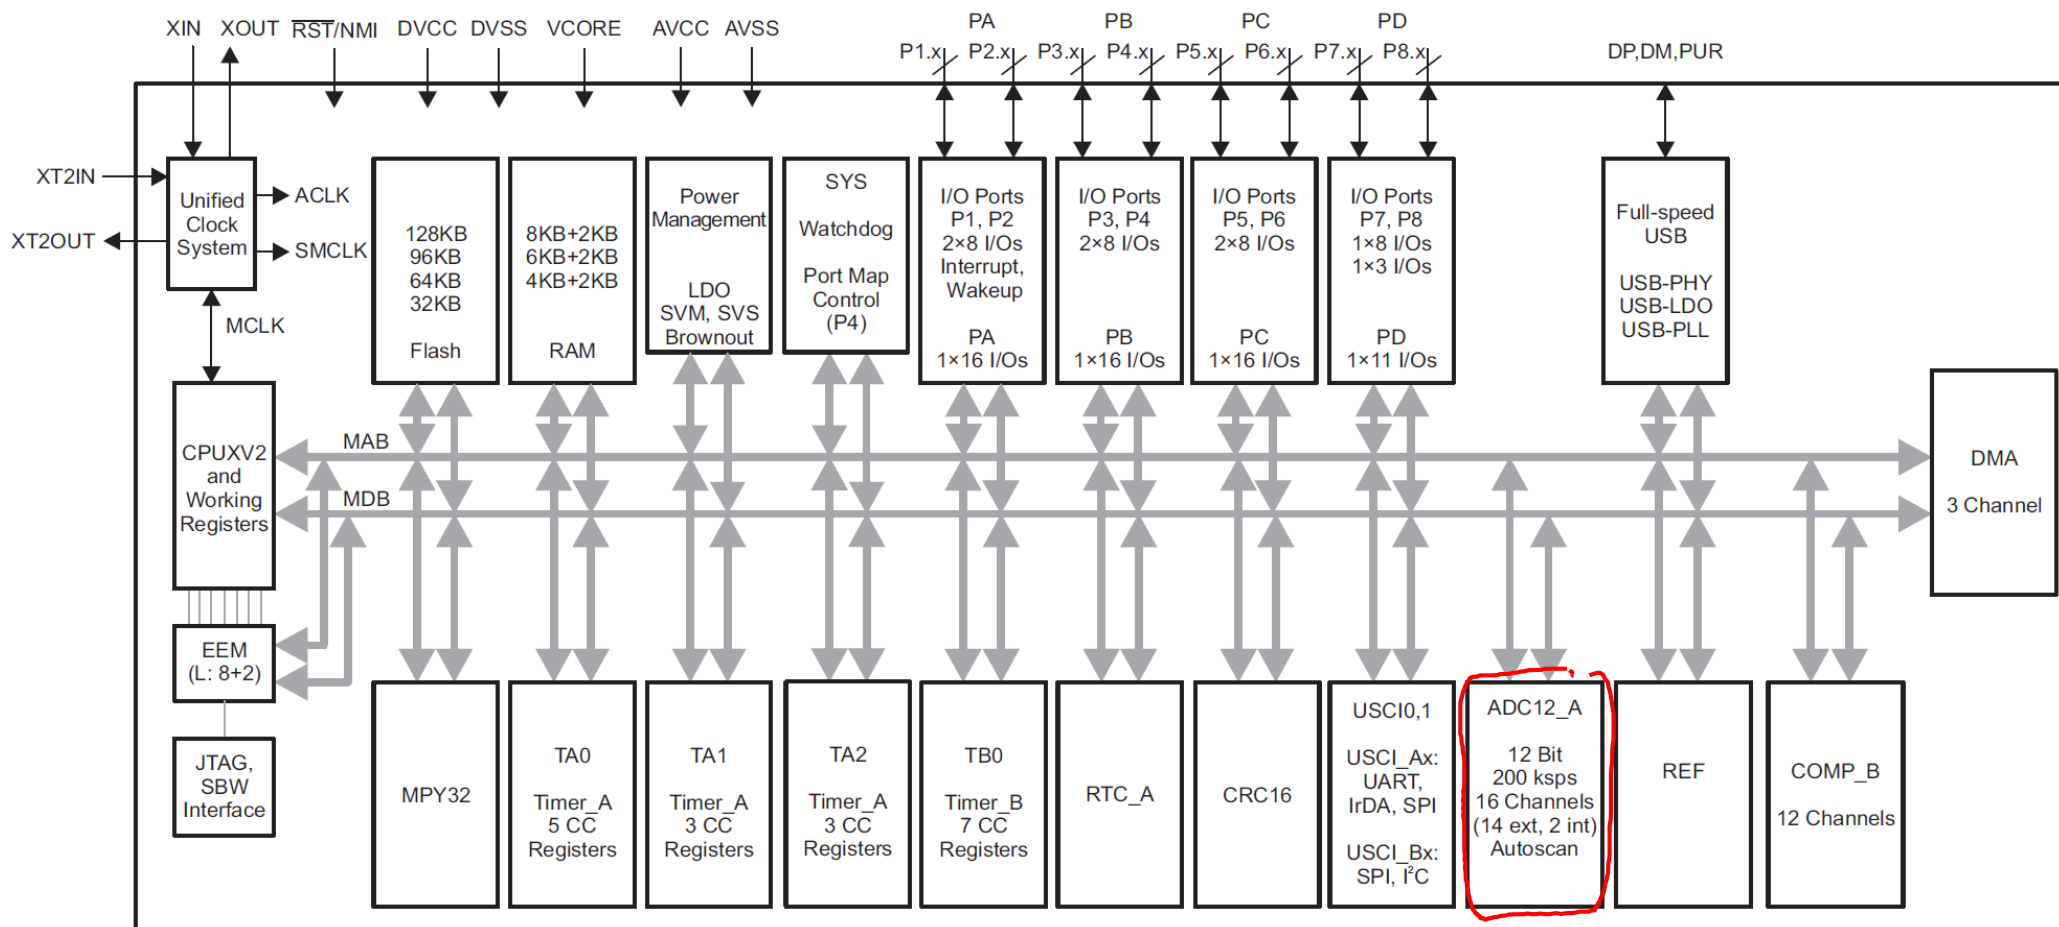 XIN
XOUT
RST/NMI
DVCC
DVSS
VCORE
AVCC
AVSS
PA
P1.x
P2.x
PB
P3.x
P4.x
PC
P5.x
P6.x
PD
P7.x
P8.x
DP,DM,PUR
XT2IN
XT2OUT
Unified
Clock
System
ACLK
SMCLK
MCLK
128KB
96KB
64KB
32KB
Flash
8KB+2KB
6KB+2KB
4KB+2KB
RAM
Power
Management
LDO
SVM, SVS
Brownout
SYS
Watchdog
Port Map
Control
(P4)
I/O Ports
P1, P2
2×8 I/Os
Interrupt,
Wakeup
PA
1×16 I/Os
I/O Ports
P3, P4
2×8 I/Os
PB
1×16 I/Os
I/O Ports
P5, P6
2×8 I/Os
PC
1×16 I/Os
I/O Ports
P7, P8
1×8 I/Os
1×3 I/Os
PD
1×11 I/Os
Full-speed
USB
USB-PHY
USB-LDO
USB-PLL
CPUXV2
and
Working
Registers
MAB
MDB
DMA
3 Channel
EEM
(L: 8+2)
JTAG,
SBW
Interface
MPY32
TA0
Timer_A
5 CC
Registers
TA1
Timer_A
3 CC
Registers
TA2
Timer_A
3 CC
Registers
TB0
Timer_B
7 CC
Registers
RTC_A
CRC16
USCI0,1
USCI_Ax:
UART,
IrDA, SPI
USCI_Bx:
SPI, I²C
ADC12_A
12 Bit
200 ksps
16 Channels
(14 ext, 2 int)
Autoscan
REF
COMP_B
12 Channels